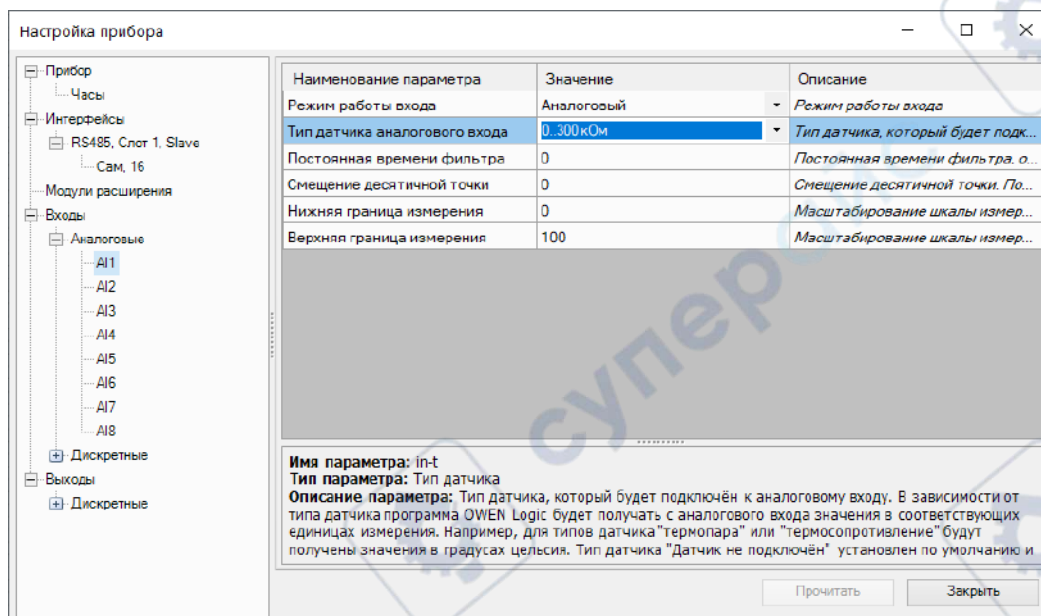 Настройка прибора
Прибор
Часы
Интерфейсы
RS485, Слот 1, Slave
Сам, 16
Модули расширения
Входы
Аналоговые
AI1
AI2
AI3
AI4
AI5
AI6
AI7
AI8
Дискретные
Выходы
Дискретные
Наименование параметра Значение Описание
Режим работы входа Аналоговый Режим работы входа
Тип датчика аналогового входа 0..300кОм Тип датчика, который будет подк...
Постоянная времени фильтра 0 Постоянная времени фильтра. о...
Смещение десятичной точки 0 Смещение десятичной точки. По...
Нижняя граница измерения 0 Масштабирование шкалы измер...
Верхняя граница измерения 100 Масштабирование шкалы измер...
суперойс
Имя параметра: in-t
Тип параметра: Тип датчика
Описание параметра: Тип датчика, который будет подключён к аналоговому входу. В зависимости от
типа датчика программа OWEN Logic будет получать с аналогового входа значения в соответствующих
единицах измерения. Например, для типов датчика "термопара" или "термосопротивление" будут
получены значения в градусах цельсия. Тип датчика "Датчик не подключён" установлен по умолчанию и
Прочитать Закрыть